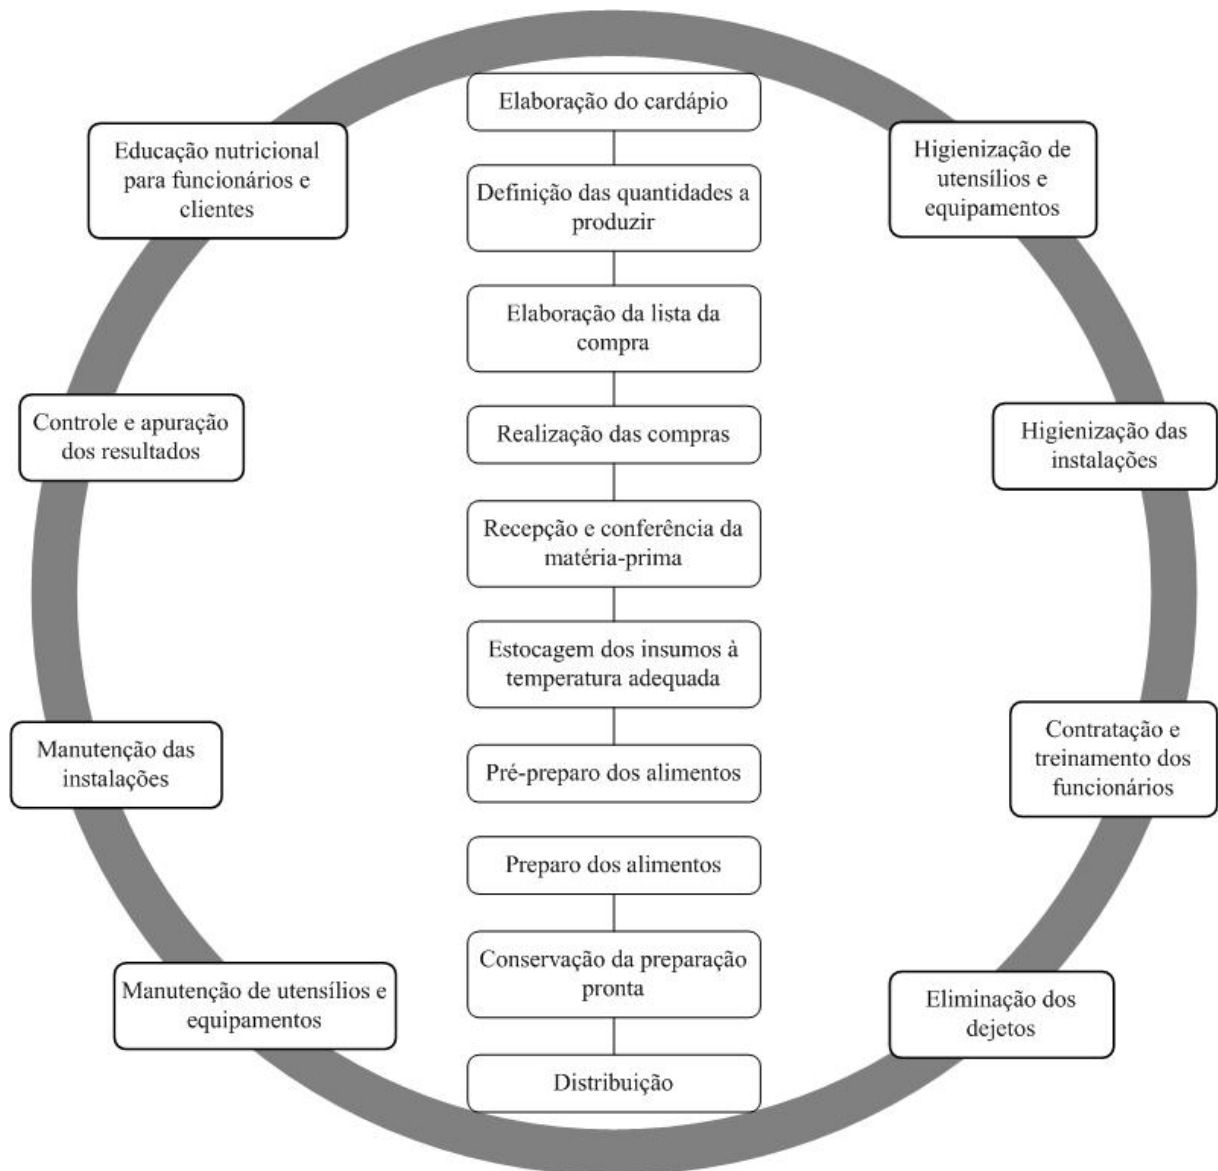 Elaboração do cardápio
Educação nutricional
para funcionários e
clientes
Higienização de
utensílios e
equipamentos
Definição das quantidades a
produzir
Elaboração da lista da
compra
Controle e apuração
dos resultados
Realização das compras
Higienização das
instalações
Recepção e conferência da
matéria-prima
Estocagem dos insumos à
temperatura adequada
Manutenção das
instalações
Pré-preparo dos alimentos
Contratação e
treinamento dos
funcionários
Preparo dos alimentos
Conservação da preparação
pronta
Manutenção de utensílios e
equipamentos
Eliminação dos
dejetos
Distribuição